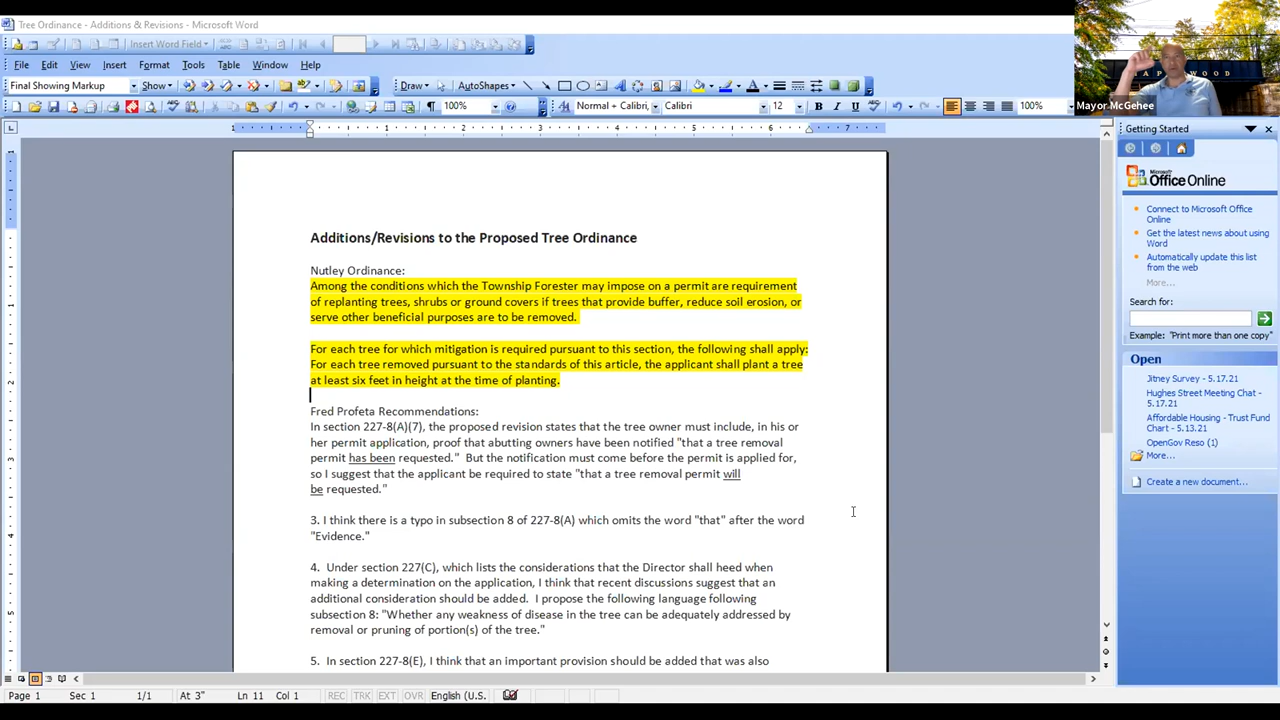 Tree Ordinance - Additions & Revisions - Microsoft Word
Insert Word Field
File Edit View Insert Format Tools Table Window Help
Final Showing Markup Show Draw AutoShapes
100% Normal + Calibri, Calibri 12 B I U 100%
Mayor McGehee
Getting Started
Microsoft
Office Online
Connect to Microsoft Office
Online
Get the latest news about using
Word
Automatically update this list
from the web
More...
Search for:
Example: "Print more than one copy"
Open
Jitney Survey - 5.17.21
Hughes Street Meeting Chat -
5.17.21
Affordable Housing - Trust Fund
Chart - 5.13.21
OpenGov Reso (1)
More...
Create a new document...
Additions/Revisions to the Proposed Tree Ordinance
Nutley Ordinance:
Among the conditions which the Township Forester may impose on a permit are requirement
of replanting trees, shrubs or ground covers if trees that provide buffer, reduce soil erosion, or
serve other beneficial purposes are to be removed.
For each tree for which mitigation is required pursuant to this section, the following shall apply:
For each tree removed pursuant to the standards of this article, the applicant shall plant a tree
at least six feet in height at the time of planting.
Fred Profeta Recommendations:
In section 227-8(A)(7), the proposed revision states that the tree owner must include, in his or
her permit application, proof that abutting owners have been notified "that a tree removal
permit has been requested." But the notification must come before the permit is applied for,
so I suggest that the applicant be required to state "that a tree removal permit will
be requested."
3. I think there is a typo in subsection 8 of 227-8(A) which omits the word "that" after the word
"Evidence."
4. Under section 227(C), which lists the considerations that the Director shall heed when
making a determination on the application, I think that recent discussions suggest that an
additional consideration should be added. I propose the following language following
subsection 8: "Whether any weakness of disease in the tree can be adequately addressed by
removal or pruning of portion(s) of the tree."
5. In section 227-8(E), I think that an important provision should be added that was also
Page 1 Sec 1 1/1 At 3" Ln 11 Col 1 REC TRK EXT OVR English (U.S.